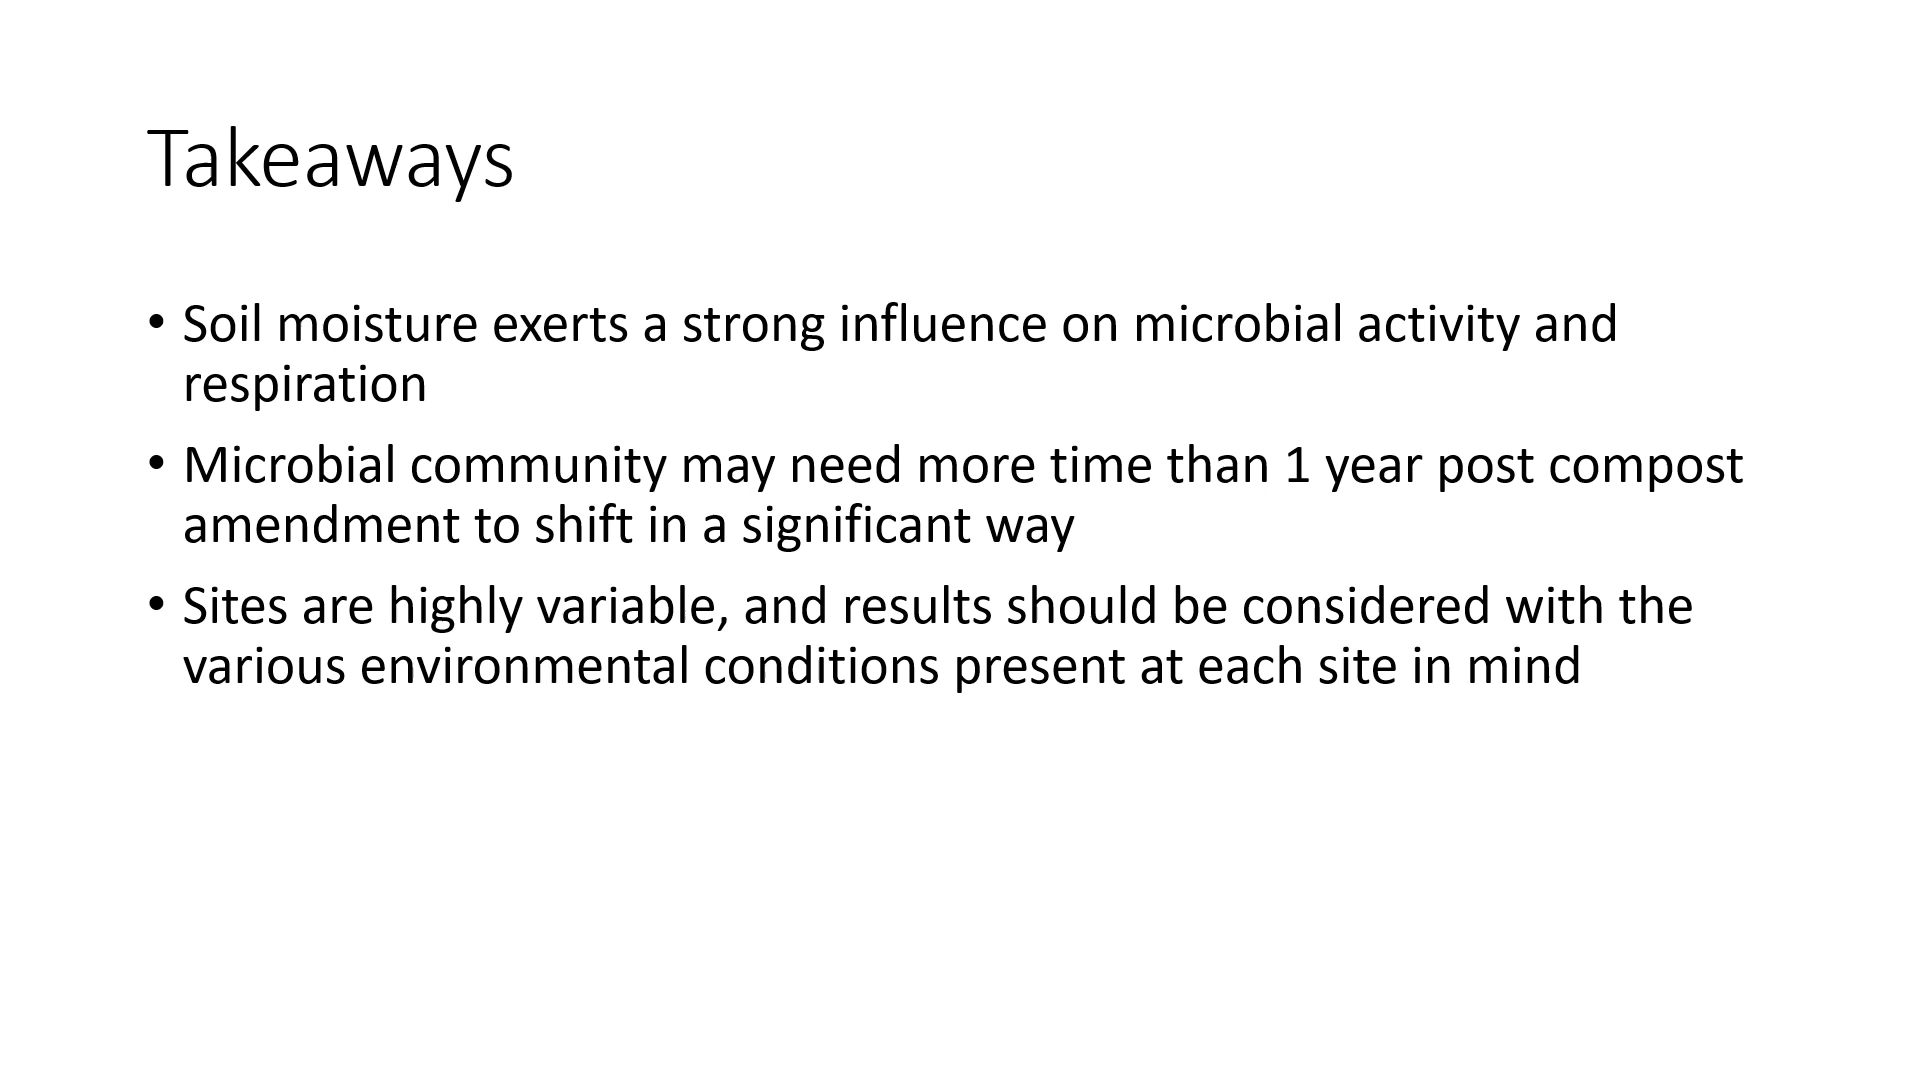 Takeaways
• Soil moisture exerts a strong influence on microbial activity and
respiration
• Microbial community may need more time than 1 year post compost
amendment to shift in a significant way
• Sites are highly variable, and results should be considered with the
various environmental conditions present at each site in mind